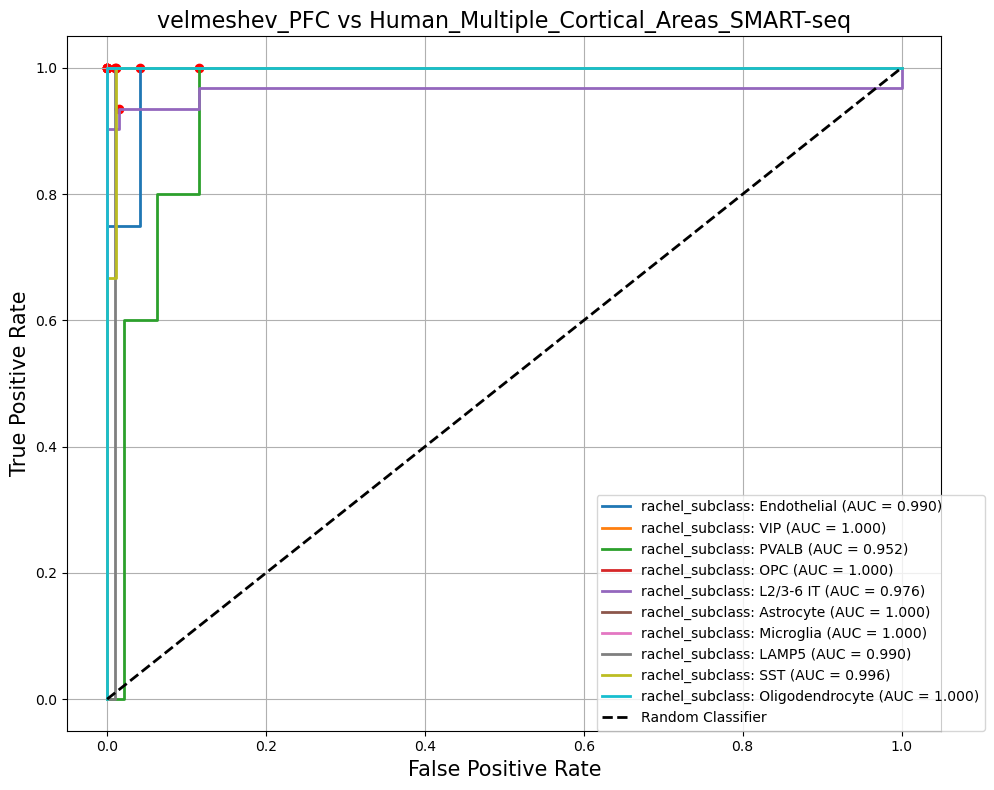 velmeshev_PFC vs Human_Multiple_Cortical_Areas_SMART-seq
True Positive Rate
1.0
0.8
0.6
0.4
0.2
0.0
rachel_subclass: Endothelial (AUC = 0.990)
rachel_subclass: VIP (AUC = 1.000)
rachel_subclass: PVALB (AUC = 0.952)
rachel_subclass: OPC (AUC = 1.000)
rachel_subclass: L2/3-6 IT (AUC = 0.976)
rachel_subclass: Astrocyte (AUC = 1.000)
rachel_subclass: Microglia (AUC = 1.000)
rachel_subclass: LAMP5 (AUC = 0.990)
rachel_subclass: SST (AUC = 0.996)
rachel_subclass: Oligodendrocyte (AUC = 1.000)
Random Classifier
0.0 0.2 0.4 0.6 0.8 1.0
False Positive Rate